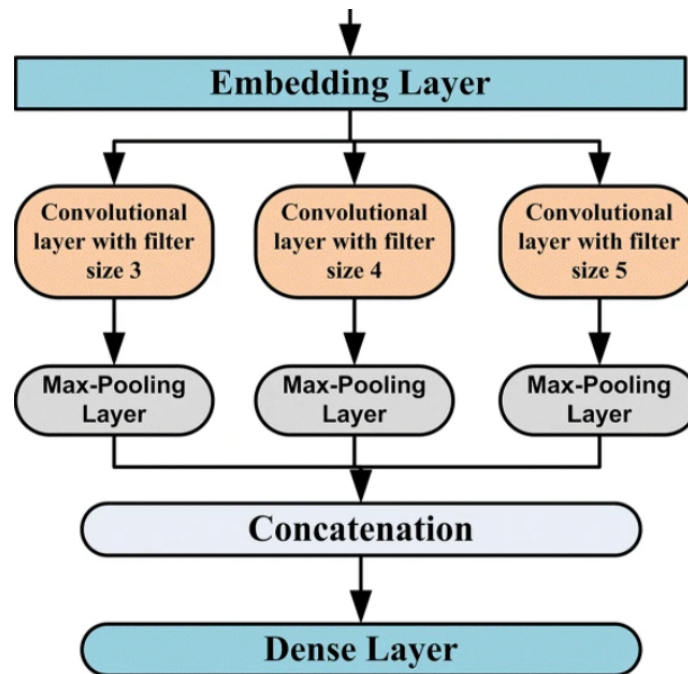 Embedding Layer
Convolutional
layer with filter
size 3
Convolutional
layer with filter
size 4
Convolutional
layer with filter
size 5
Max-Pooling
Layer
Max-Pooling
Layer
Max-Pooling
Layer
Concatenation
Dense Layer